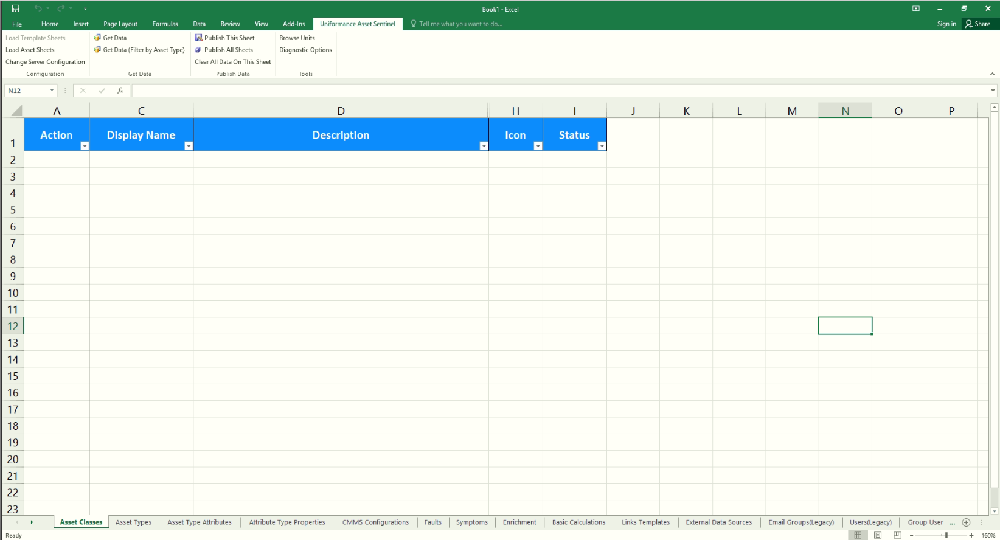 Book1 - Excel
File Home Insert Page Layout Formulas Data Review View Add-Ins Uniformance Asset Sentinel Tell me what you want to do... Sign in Share
Load Template Sheets Get Data Publish This Sheet Browse Units
Load Asset Sheets Get Data (Filter by Asset Type) Publish All Sheets Diagnostic Options
Change Server Configuration Clear All Data On This Sheet
Configuration Get Data Publish Data Tools
N12 fx
A C D H I J K L M N O P
1 Action Display Name Description Icon Status
2
3
4
5
6
7
8
9
10
11
12
13
14
15
16
17
18
19
20
21
22
23
Asset Classes Asset Types Asset Type Attributes Attribute Type Properties CMMS Configurations Faults Symptoms Enrichment Basic Calculations Links Templates External Data Sources Email Groups(Legacy) Users(Legacy) Group User ...
Ready 160%